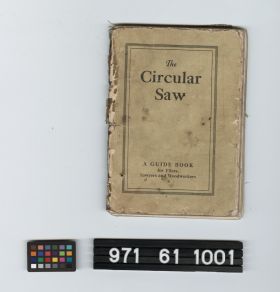 The
Circular
Saw
A GUIDE BOOK
for Filers,
Sawyers and Woodworkers
971 61 1001